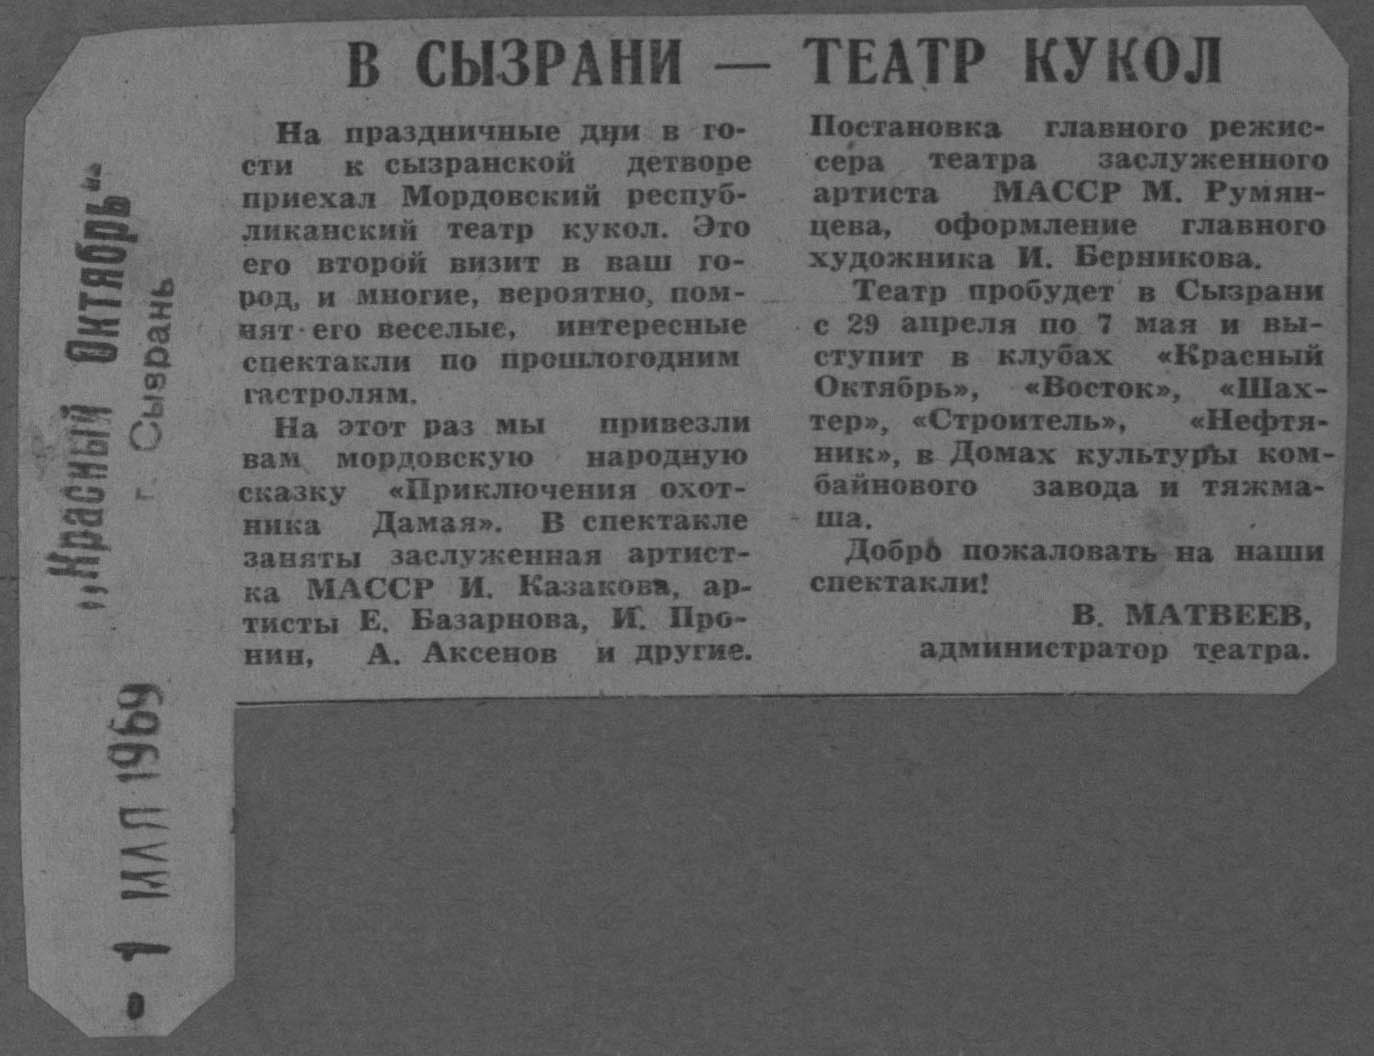 В СЫЗРАНИ — ТЕАТР КУКОЛ
На праздничные дни в го-
сти к сызранской детворе
приехал Мордовский респуб-
ликанский театр кукол. Это
его второй визит в ваш го-
род, и многие, вероятно, пом-
нят его веселые, интересные
спектакли по прошлогодним
гастролям.
На этот раз мы привезли
вам мордовскую народную
сказку «Приключения охот-
ника Дамая». В спектакле
заняты заслуженная артист-
ка МАССР И. Казакова, ар-
тисты Е. Базарнова, И. Про-
нин, А. Аксенов и другие.
Постановка главного режис-
сера театра заслуженного
артиста МАССР М. Румян-
цева, оформление главного
художника И. Берникова.
Театр пробудет в Сызрани
с 29 апреля по 7 мая и вы-
ступит в клубах «Красный
Октябрь», «Восток», «Шах-
тер», «Строитель», «Нефтя-
ник», в Домах культуры ком-
байнового завода и тяжма-
ша.
Добро пожаловать на наши
спектакли!
В. МАТВЕЕВ,
администратор театра.
„Красный Октябрь“
г. Сызрань
- 1 МАЯ 1969